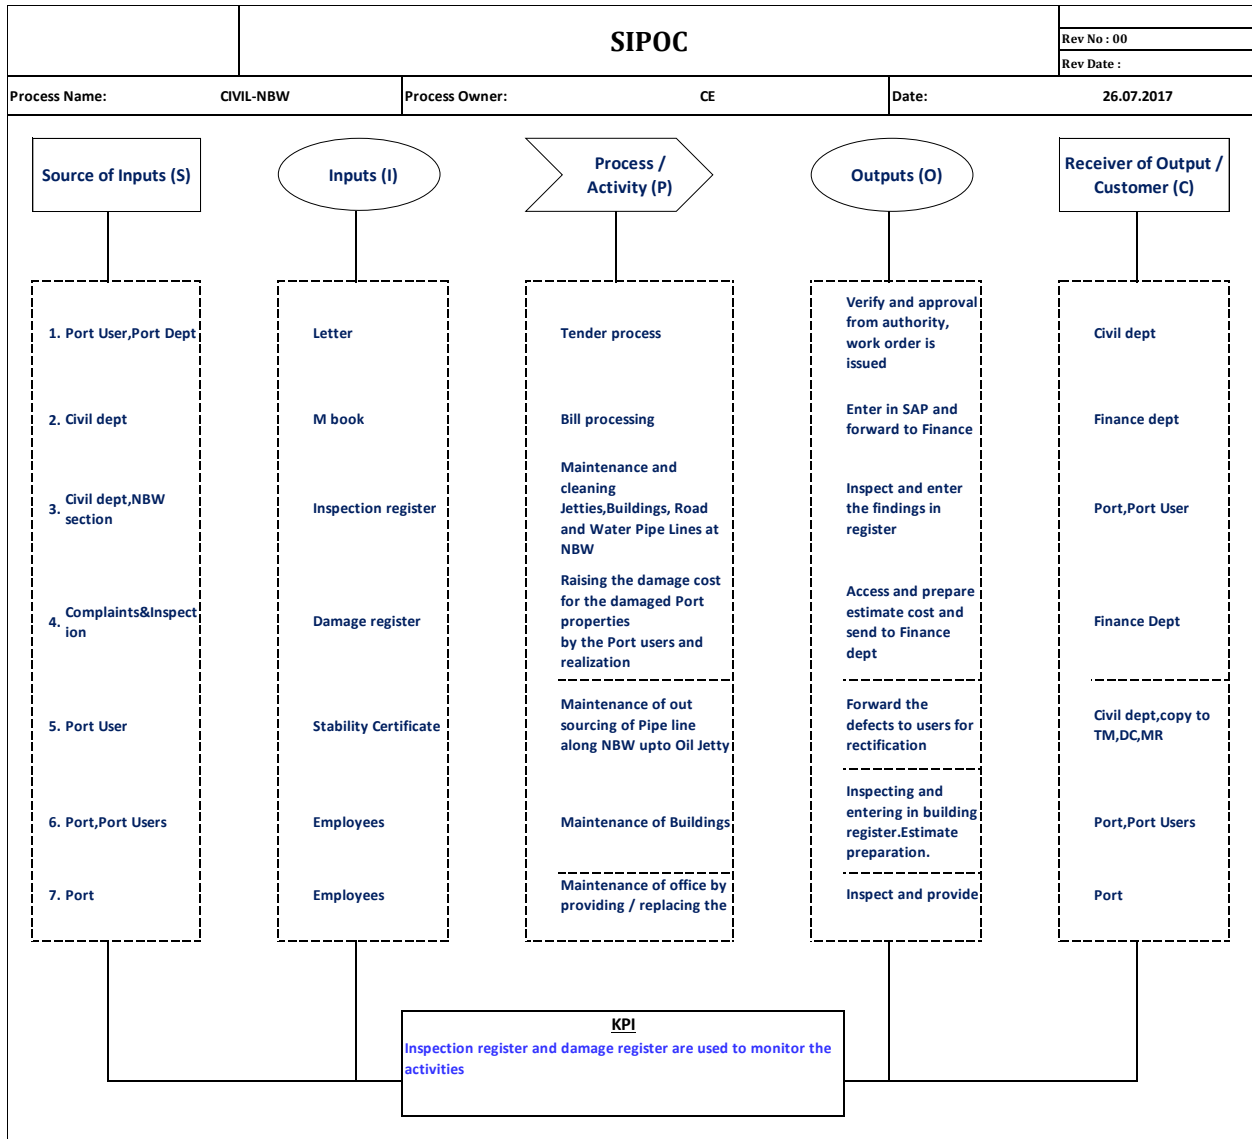 SIPOC
Rev No : 00
Rev Date :
Process Name: CIVIL-NBW Process Owner: CE Date: 26.07.2017
Source of Inputs (S)
Inputs (I)
Process /
Activity (P)
Outputs (O)
Receiver of Output /
Customer (C)
1. Port User,Port Dept
Letter
Tender process
Verify and approval
from authority,
work order is
issued
Civil dept
2. Civil dept
M book
Bill processing
Enter in SAP and
forward to Finance
Finance dept
3. Civil dept,NBW
section
Inspection register
Maintenance and
cleaning
Jetties,Buildings, Road
and Water Pipe Lines at
NBW
Inspect and enter
the findings in
register
Port,Port User
4. Complaints&Inspect
ion
Damage register
Raising the damage cost
for the damaged Port
properties
by the Port users and
realization
Access and prepare
estimate cost and
send to Finance
dept
Finance Dept
5. Port User
Stability Certificate
Maintenance of out
sourcing of Pipe line
along NBW upto Oil Jetty
Forward the
defects to users for
rectification
Civil dept,copy to
TM,DC,MR
6. Port,Port Users
Employees
Maintenance of Buildings
Inspecting and
entering in building
register.Estimate
preparation.
Port,Port Users
7. Port
Employees
Maintenance of office by
providing / replacing the
Inspect and provide
Port
KPI
Inspection register and damage register are used to monitor the
activities